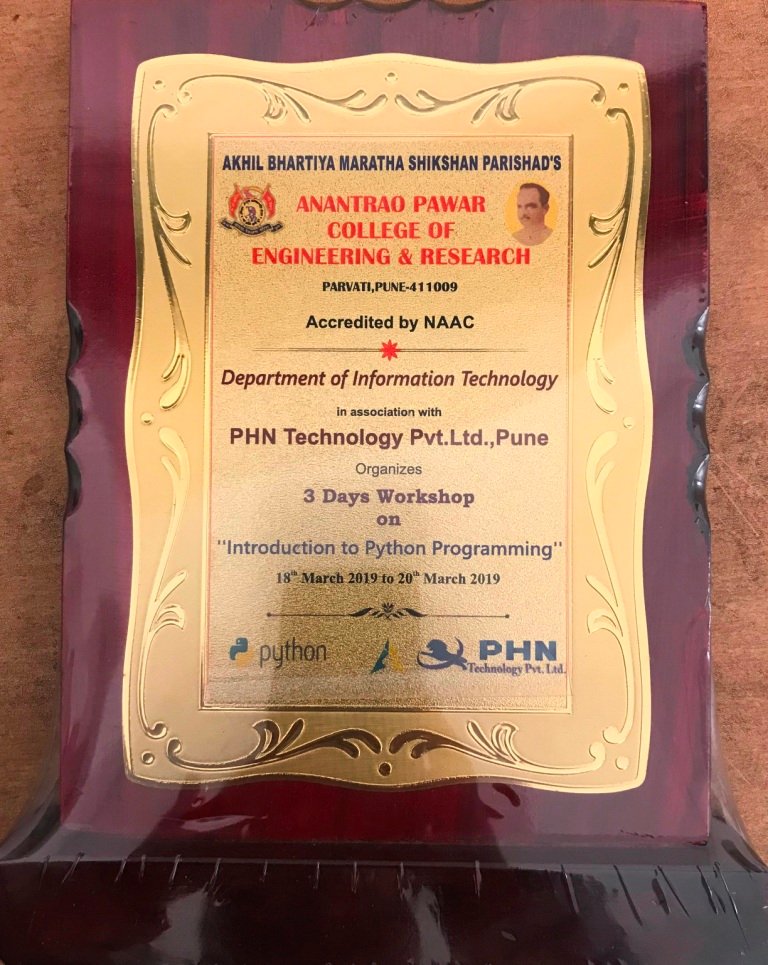 AKHIL BHARTIYA MARATHA SHIKSHAN PARISHAD'S
ANANTRAO PAWAR
COLLEGE OF
ENGINEERING & RESEARCH
PARVATI,PUNE-411009
Accredited by NAAC
Department of Information Technology
in association with
PHN Technology Pvt.Ltd.,Pune
Organizes
3 Days Workshop
on
"Introduction to Python Programming"
18th March 2019 to 20th March 2019
python
PHN
Technology Pvt. Ltd.